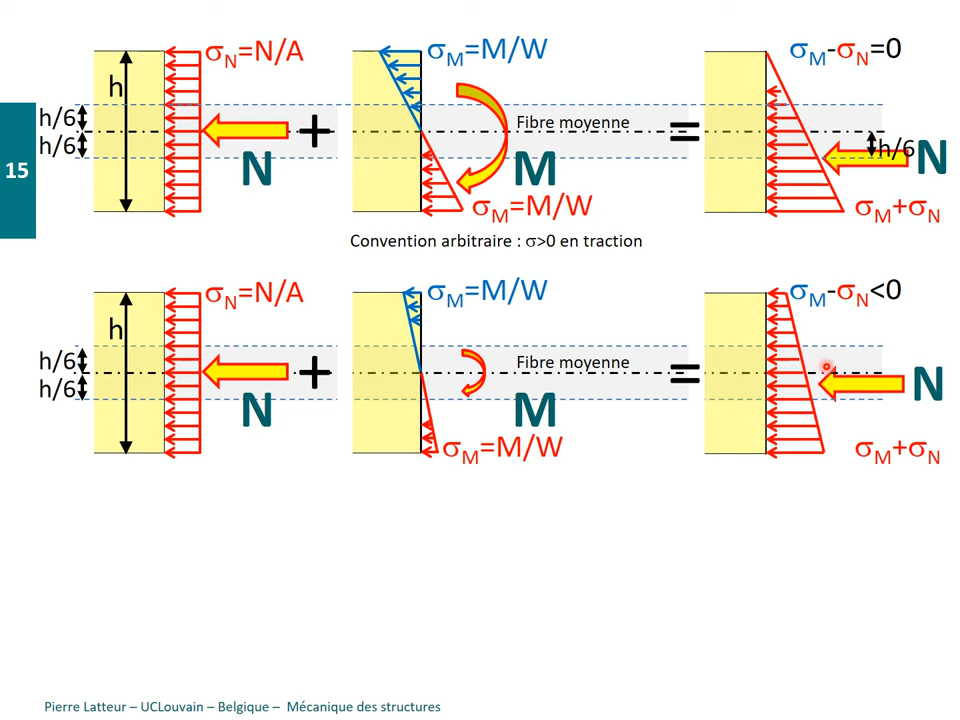 σN=N/A
σM=M/W
σM-σN=0
h
h/6
h/6
+
Fibre moyenne
=
h/6
N
M
N
σM=M/W
σM+σN
15
Convention arbitraire : σ>0 en traction
σN=N/A
σM=M/W
σM-σN<0
h
h/6
h/6
+
Fibre moyenne
=
N
M
N
σM=M/W
σM+σN
Pierre Latteur – UCLouvain – Belgique – Mécanique des structures